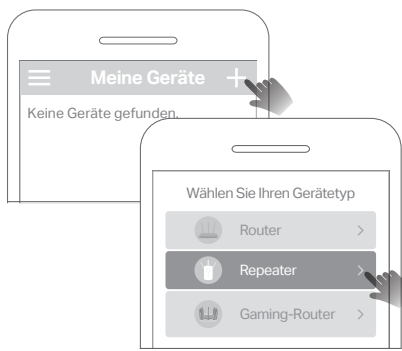 Meine Geräte
Keine Geräte gefunden.
Wählen Sie Ihren Gerätetyp
Router
Repeater
Gaming-Router